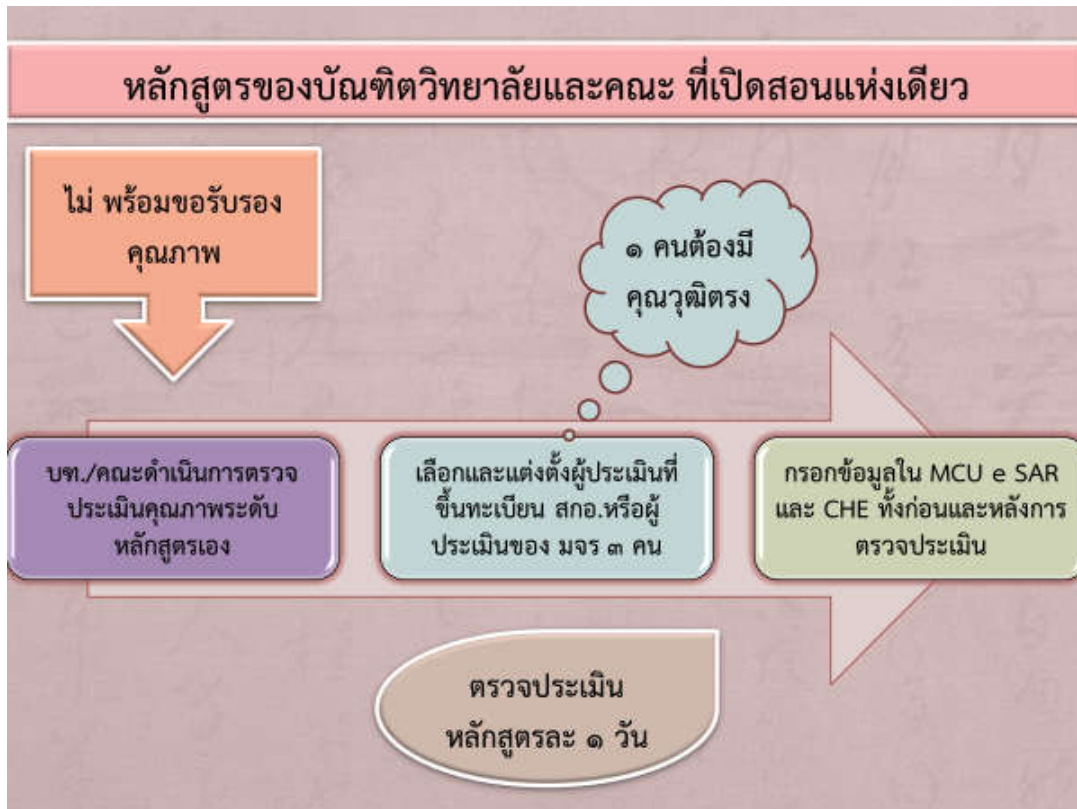 หลักสูตรของบัณฑิตวิทยาลัยและคณะ ที่เปิดสอนแห่งเดียว
ไม่ พร้อมขอรับรอง
คุณภาพ
๑ คนต้องมี
คุณวุฒิตรง
บฑ./คณะดำเนินการตรวจ
ประเมินคุณภาพระดับ
หลักสูตรเอง
เลือกและแต่งตั้งผู้ประเมินที่
ขึ้นทะเบียน สกอ.หรือผู้
ประเมินของ มจร ๓ คน
กรอกข้อมูลใน MCU e SAR
และ CHE ทั้งก่อนและหลังการ
ตรวจประเมิน
ตรวจประเมิน
หลักสูตรละ ๑ วัน